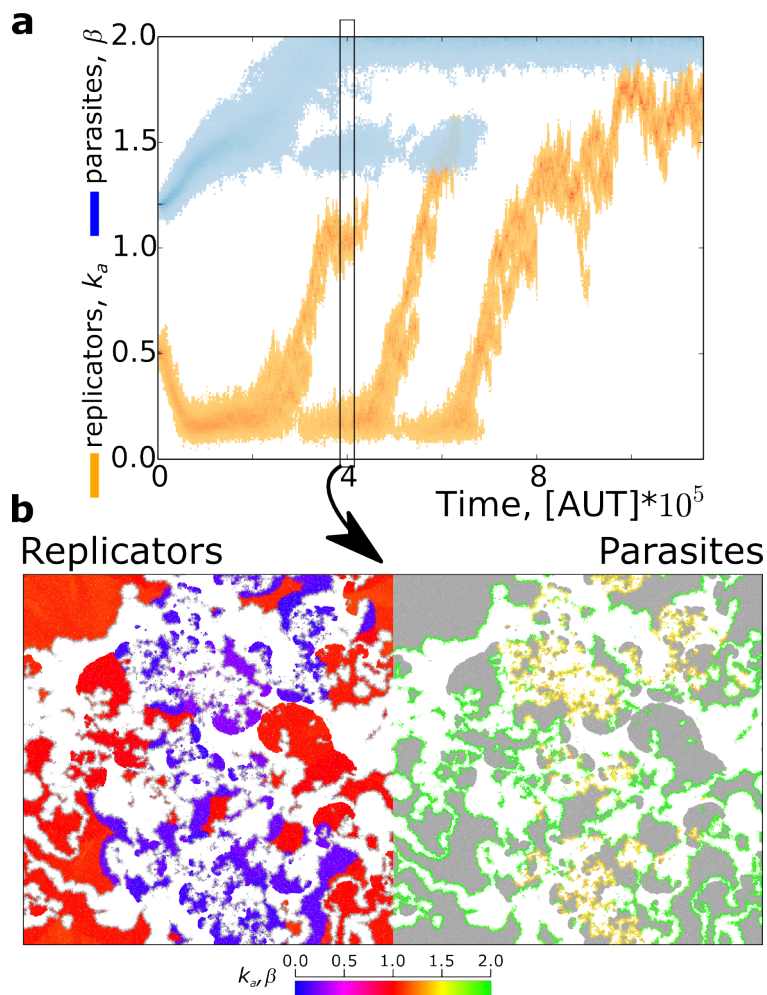 a
replicators, kₐ parasites, β
2.0
1.5
1.0
0.5
0.0
0 4 8
Time, [AUT]*10⁵
b
Replicators Parasites
kₐ,β 0.0 0.5 1.0 1.5 2.0